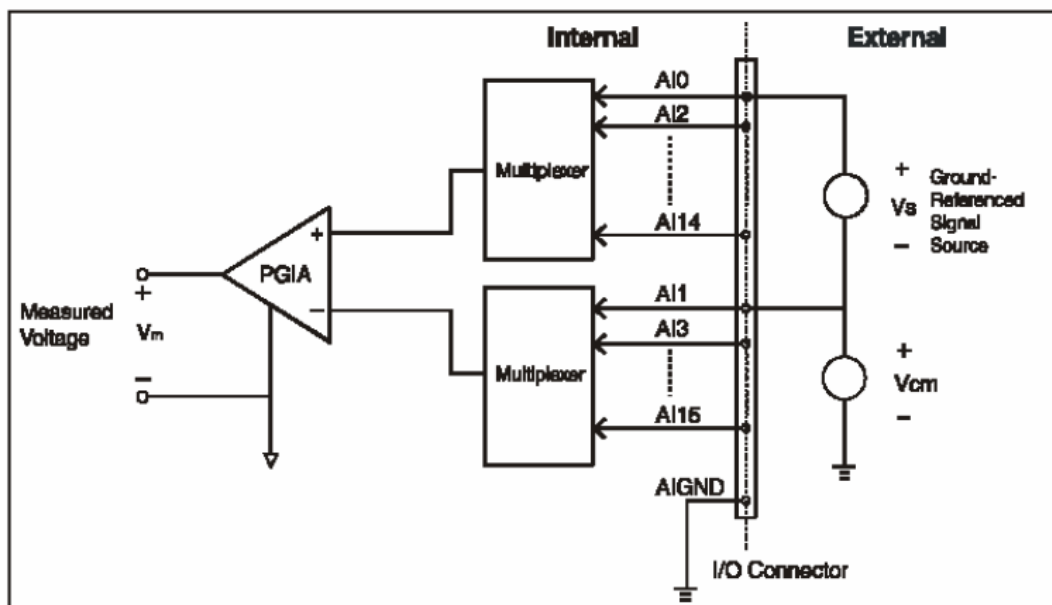 Internal
External
AI0
AI2
Multiplexer
AI14
+
PGIA
−
Measured
Voltage
+
Vm
−
AI1
AI3
Multiplexer
AI15
AIGND
I/O Connector
+
Vs
−
Ground-
Referenced
Signal
Source
+
Vcm
−